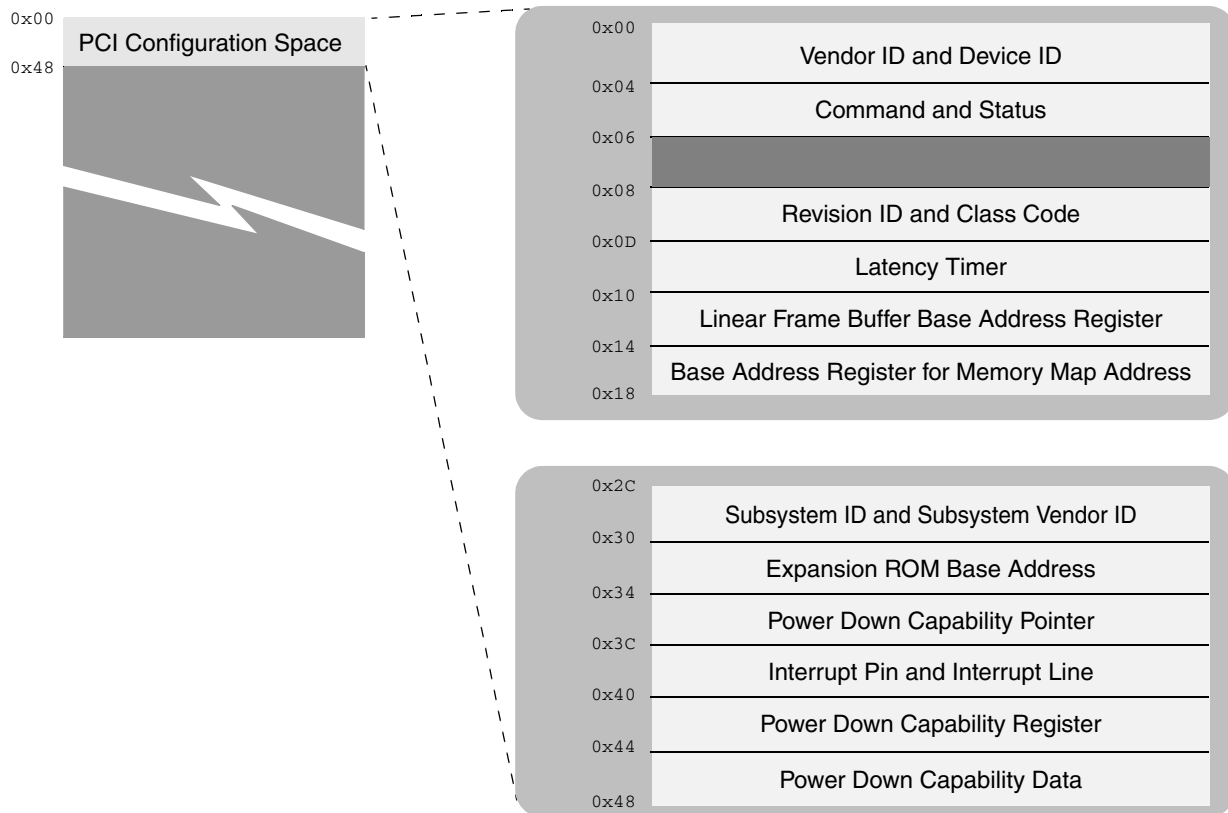 0x00
PCI Configuration Space
0x48
0x00
Vendor ID and Device ID
0x04
Command and Status
0x06
0x08
Revision ID and Class Code
0x0D
Latency Timer
0x10
Linear Frame Buffer Base Address Register
0x14
Base Address Register for Memory Map Address
0x18
0x2C
Subsystem ID and Subsystem Vendor ID
0x30
Expansion ROM Base Address
0x34
Power Down Capability Pointer
0x3C
Interrupt Pin and Interrupt Line
0x40
Power Down Capability Register
0x44
Power Down Capability Data
0x48